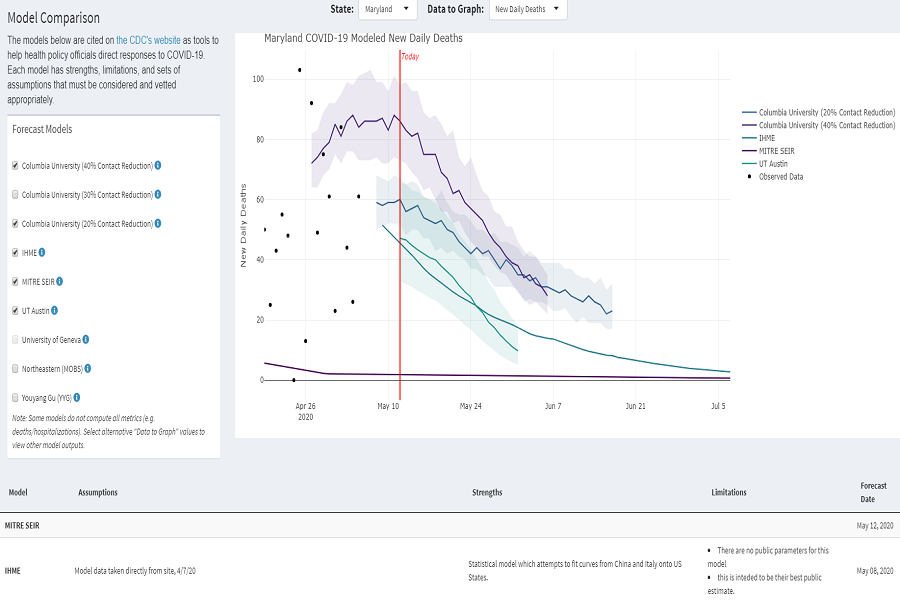 State: Maryland Data to Graph: New Daily Deaths
Model Comparison
The models below are cited on the CDC's website as tools to
help health policy officials direct responses to COVID-19.
Each model has strengths, limitations, and sets of
assumptions that must be considered and vetted
appropriately.
Forecast Models
Columbia University (40% Contact Reduction)
Columbia University (30% Contact Reduction)
Columbia University (20% Contact Reduction)
IHME
MITRE SEIR
UT Austin
University of Geneva
Northeastern (MOBS)
Youyang Gu (YYG)
Note: Some models do not compute all metrics (e.g.
deaths/hospitalizations). Select alternative "Data to Graph" values to
view other model outputs.
Maryland COVID-19 Modeled New Daily Deaths
Today
New Daily Deaths
100
80
60
40
20
0
Apr 26
2020
May 10
May 24
Jun 7
Jun 21
Jul 5
Columbia University (20% Contact Reduction)
Columbia University (40% Contact Reduction)
IHME
MITRE SEIR
UT Austin
Observed Data
Model Assumptions Strengths Limitations Forecast
Date
MITRE SEIR May 12, 2020
There are no public parameters for this
model
IHME Model data taken directly from site, 4/7/20 Statistical model which attempts to fit curves from China and Italy onto US
States. May 08, 2020
this is inteded to be their best public
estimate.